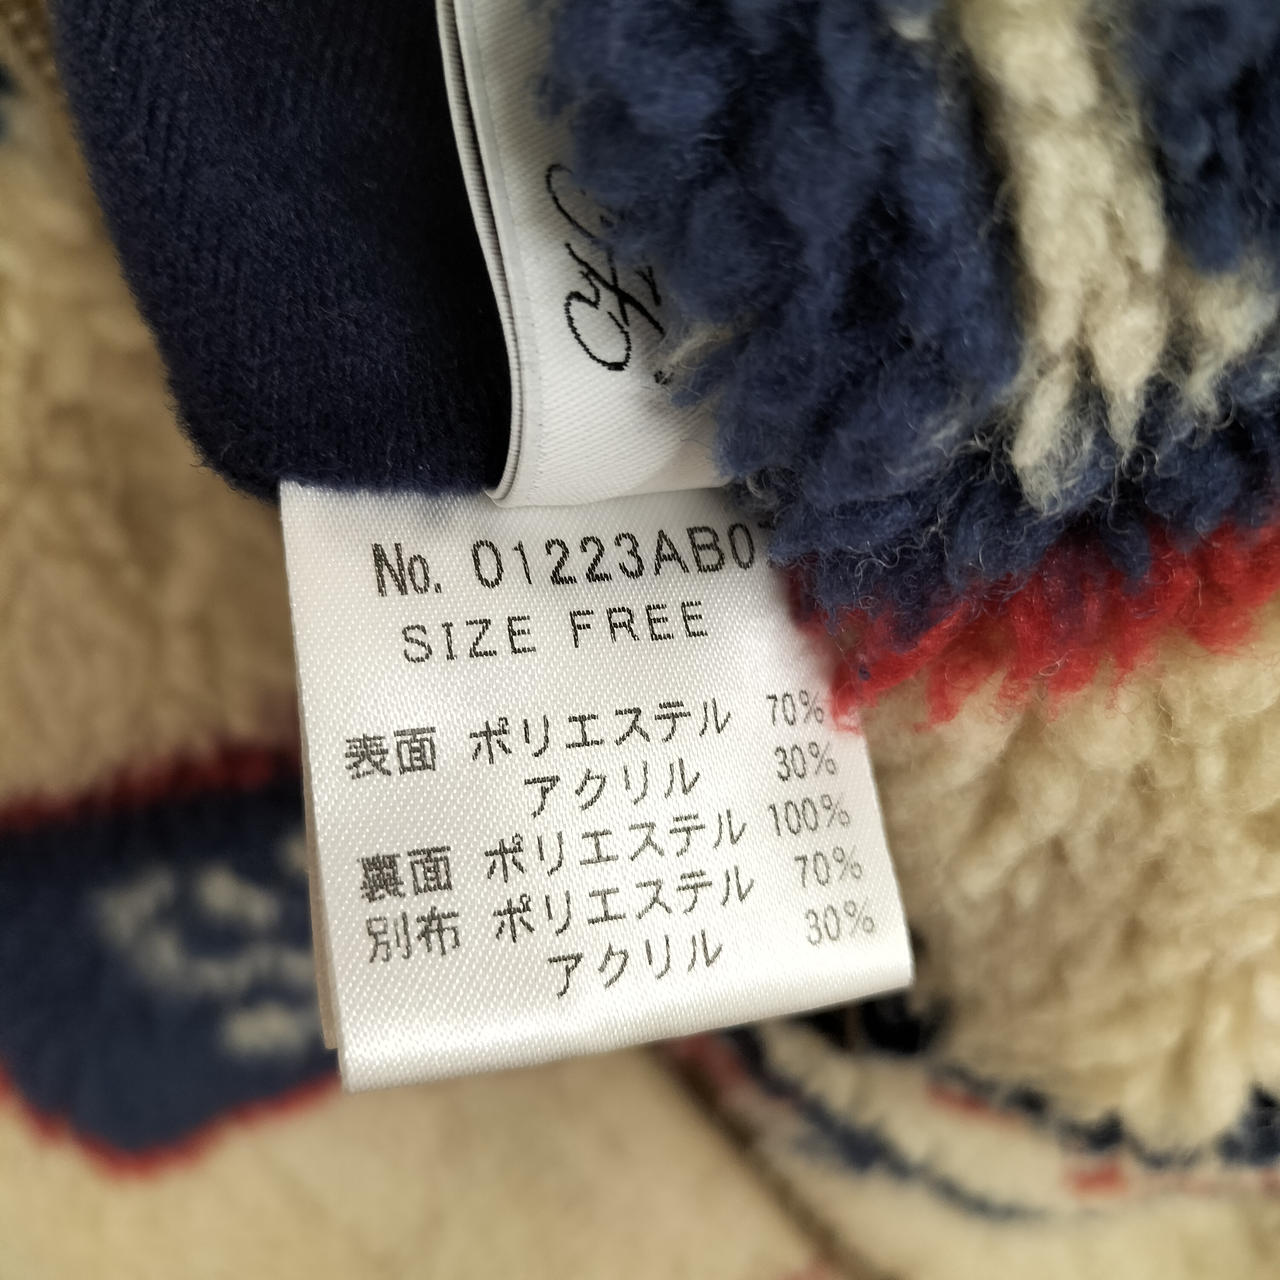 No. 01223AB0
SIZE FREE
表面 ポリエステル 70%
アクリル 30%
裏面 ポリエステル 100%
別布 ポリエステル 70%
アクリル 30%